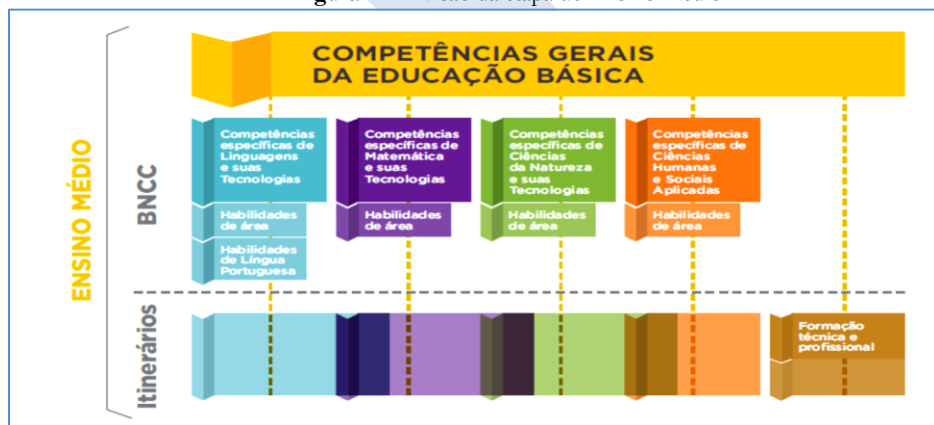 ENSINO MÉDIO
BNCC
COMPETÊNCIAS GERAIS
DA EDUCAÇÃO BÁSICA
Competências
específicas de
Linguagens
e suas
Tecnologias
Habilidades
de área
Habilidades
de Língua
Portuguesa
Competências
específicas de
Matemática
e suas
Tecnologias
Habilidades
de área
Competências
específicas de
Ciências
da Natureza
e suas
Tecnologias
Habilidades
de área
Competências
específicas de
Ciências
Humanas
e Sociais
Aplicadas
Habilidades
de área
Itinerários
Formação
técnica e
profissional